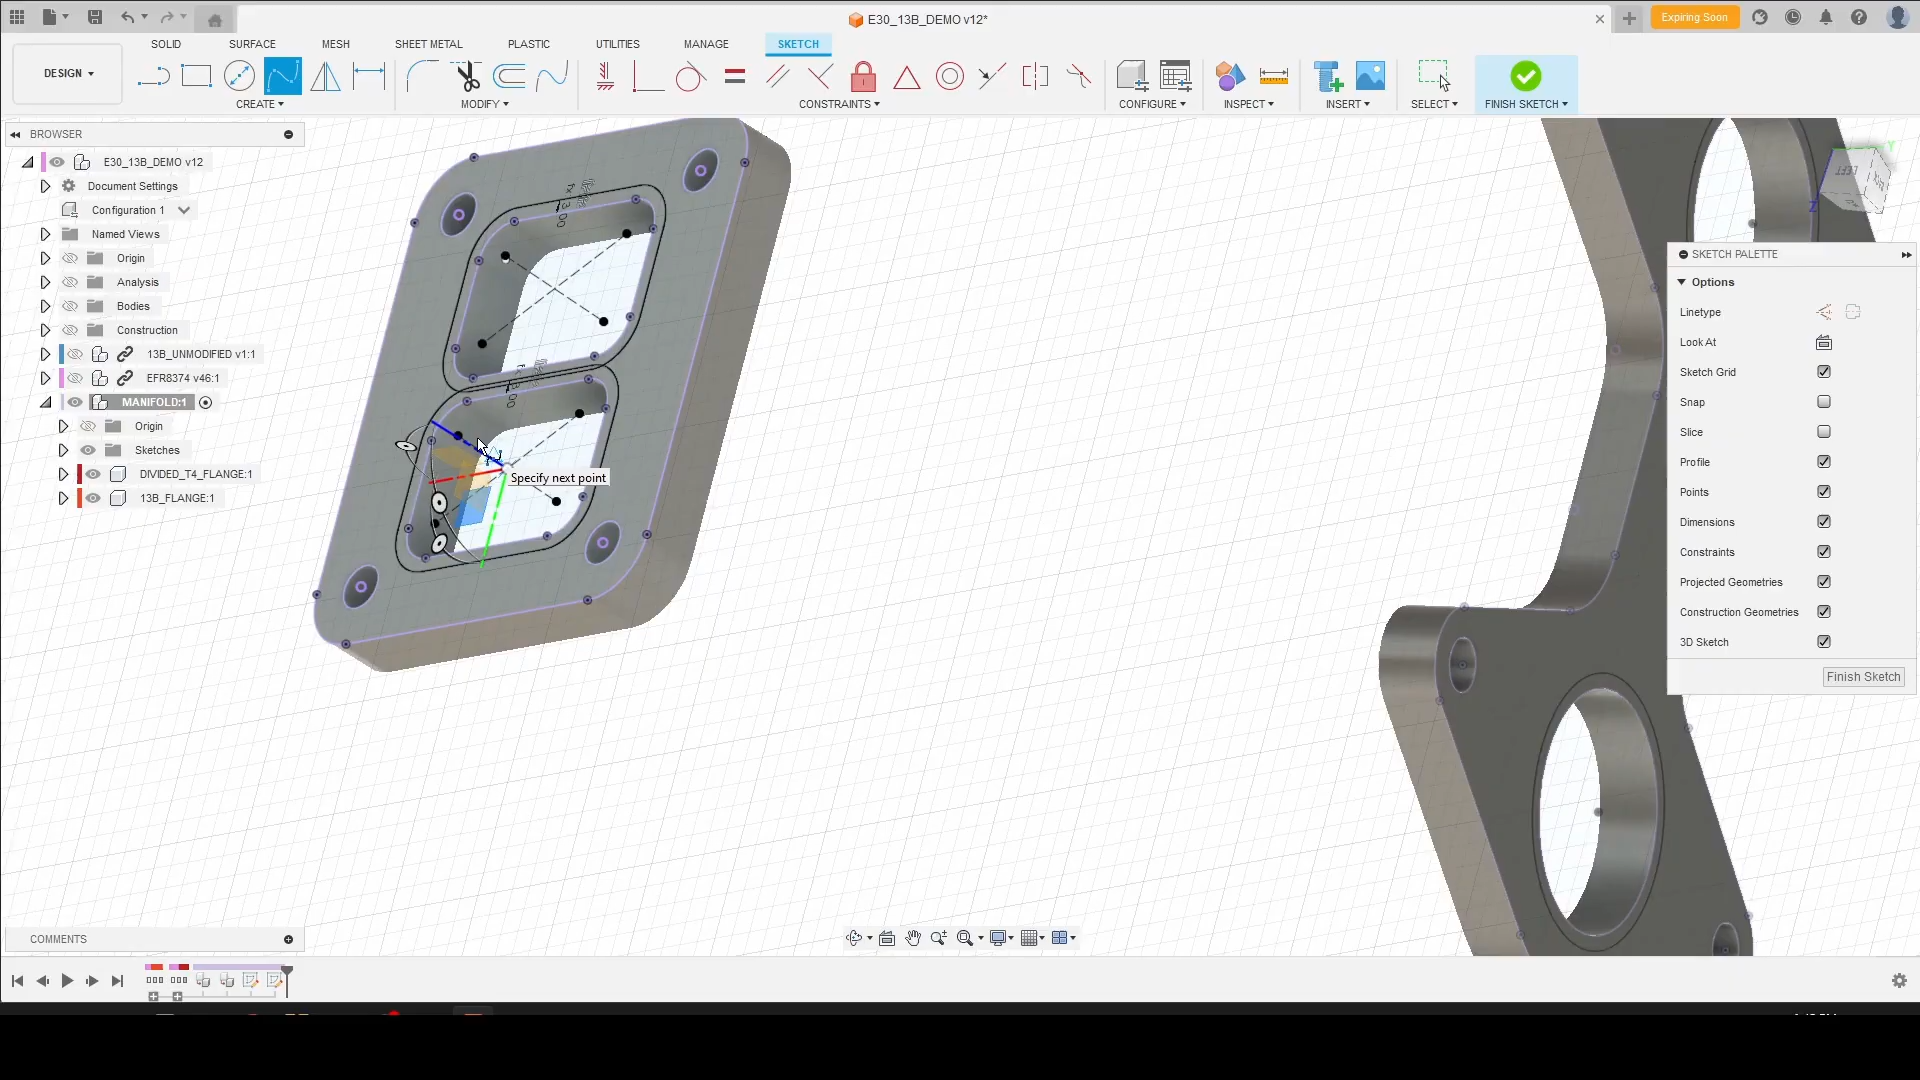 E30_13B_DEMO v12*
Expiring Soon
DESIGN
SOLID
SURFACE
MESH
SHEET METAL
PLASTIC
UTILITIES
MANAGE
SKETCH
CREATE
MODIFY
CONSTRAINTS
CONFIGURE
INSPECT
INSERT
SELECT
FINISH SKETCH
BROWSER
E30_13B_DEMO v12
Document Settings
Configuration 1
Named Views
Origin
Analysis
Bodies
Construction
13B_UNMODIFIED v1:1
EFR8374 v46:1
MANIFOLD:1
Origin
Sketches
DIVIDED_T4_FLANGE:1
13B_FLANGE:1
Specify next point
LEFT
Y
Z
SKETCH PALETTE
Options
Linetype
Look At
Sketch Grid
Snap
Slice
Profile
Points
Dimensions
Constraints
Projected Geometries
Construction Geometries
3D Sketch
Finish Sketch
COMMENTS